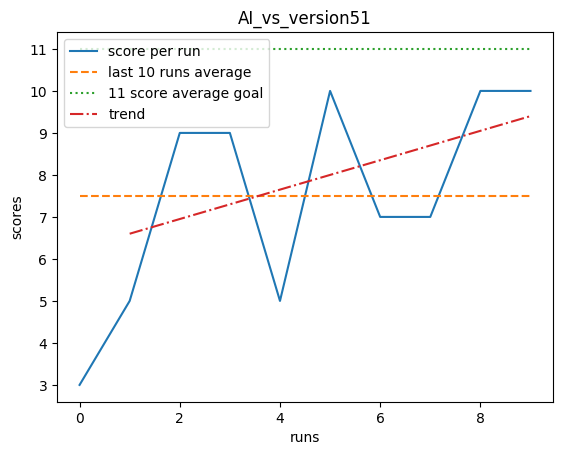 AI_vs_version51
score per run
last 10 runs average
11 score average goal
trend
scores
11
10
9
8
7
6
5
4
3
0
2
4
6
8
runs